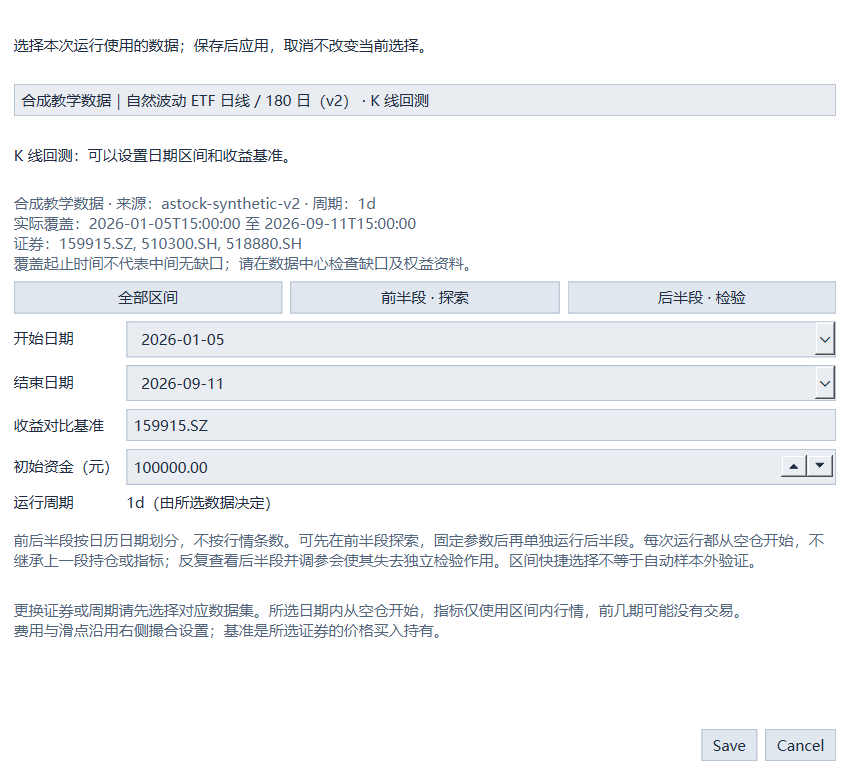 选择本次运行使用的数据；保存后应用，取消不改变当前选择。
合成教学数据 | 自然波动 ETF 日线 / 180 日（v2） · K 线回测
K 线回测：可以设置日期区间和收益基准。
合成教学数据 · 来源：astock-synthetic-v2 · 周期：1d
实际覆盖：2026-01-05T15:00:00 至 2026-09-11T15:00:00
证券：159915.SZ, 510300.SH, 518880.SH
覆盖起止时间不代表中间无缺口；请在数据中心检查缺口及权益资料。
全部区间 前半段 · 探索 后半段 · 检验
开始日期 2026-01-05
结束日期 2026-09-11
收益对比基准 159915.SZ
初始资金（元） 100000.00
运行周期 1d（由所选数据决定）
前后半段按日历日期划分，不按行情条数。可先在前半段探索，固定参数后再单独运行后半段。每次运行都从空仓开始，不
继承上一段持仓或指标；反复查看后半段并调参会使其失去独立检验作用。区间快捷选择不等于自动样本外验证。
更换证券或周期请先选择对应数据集。所选日期内从空仓开始，指标仅使用区间内行情，前几期可能没有交易。
费用与滑点沿用右侧撮合设置；基准是所选证券的价格买入持有。
Save Cancel